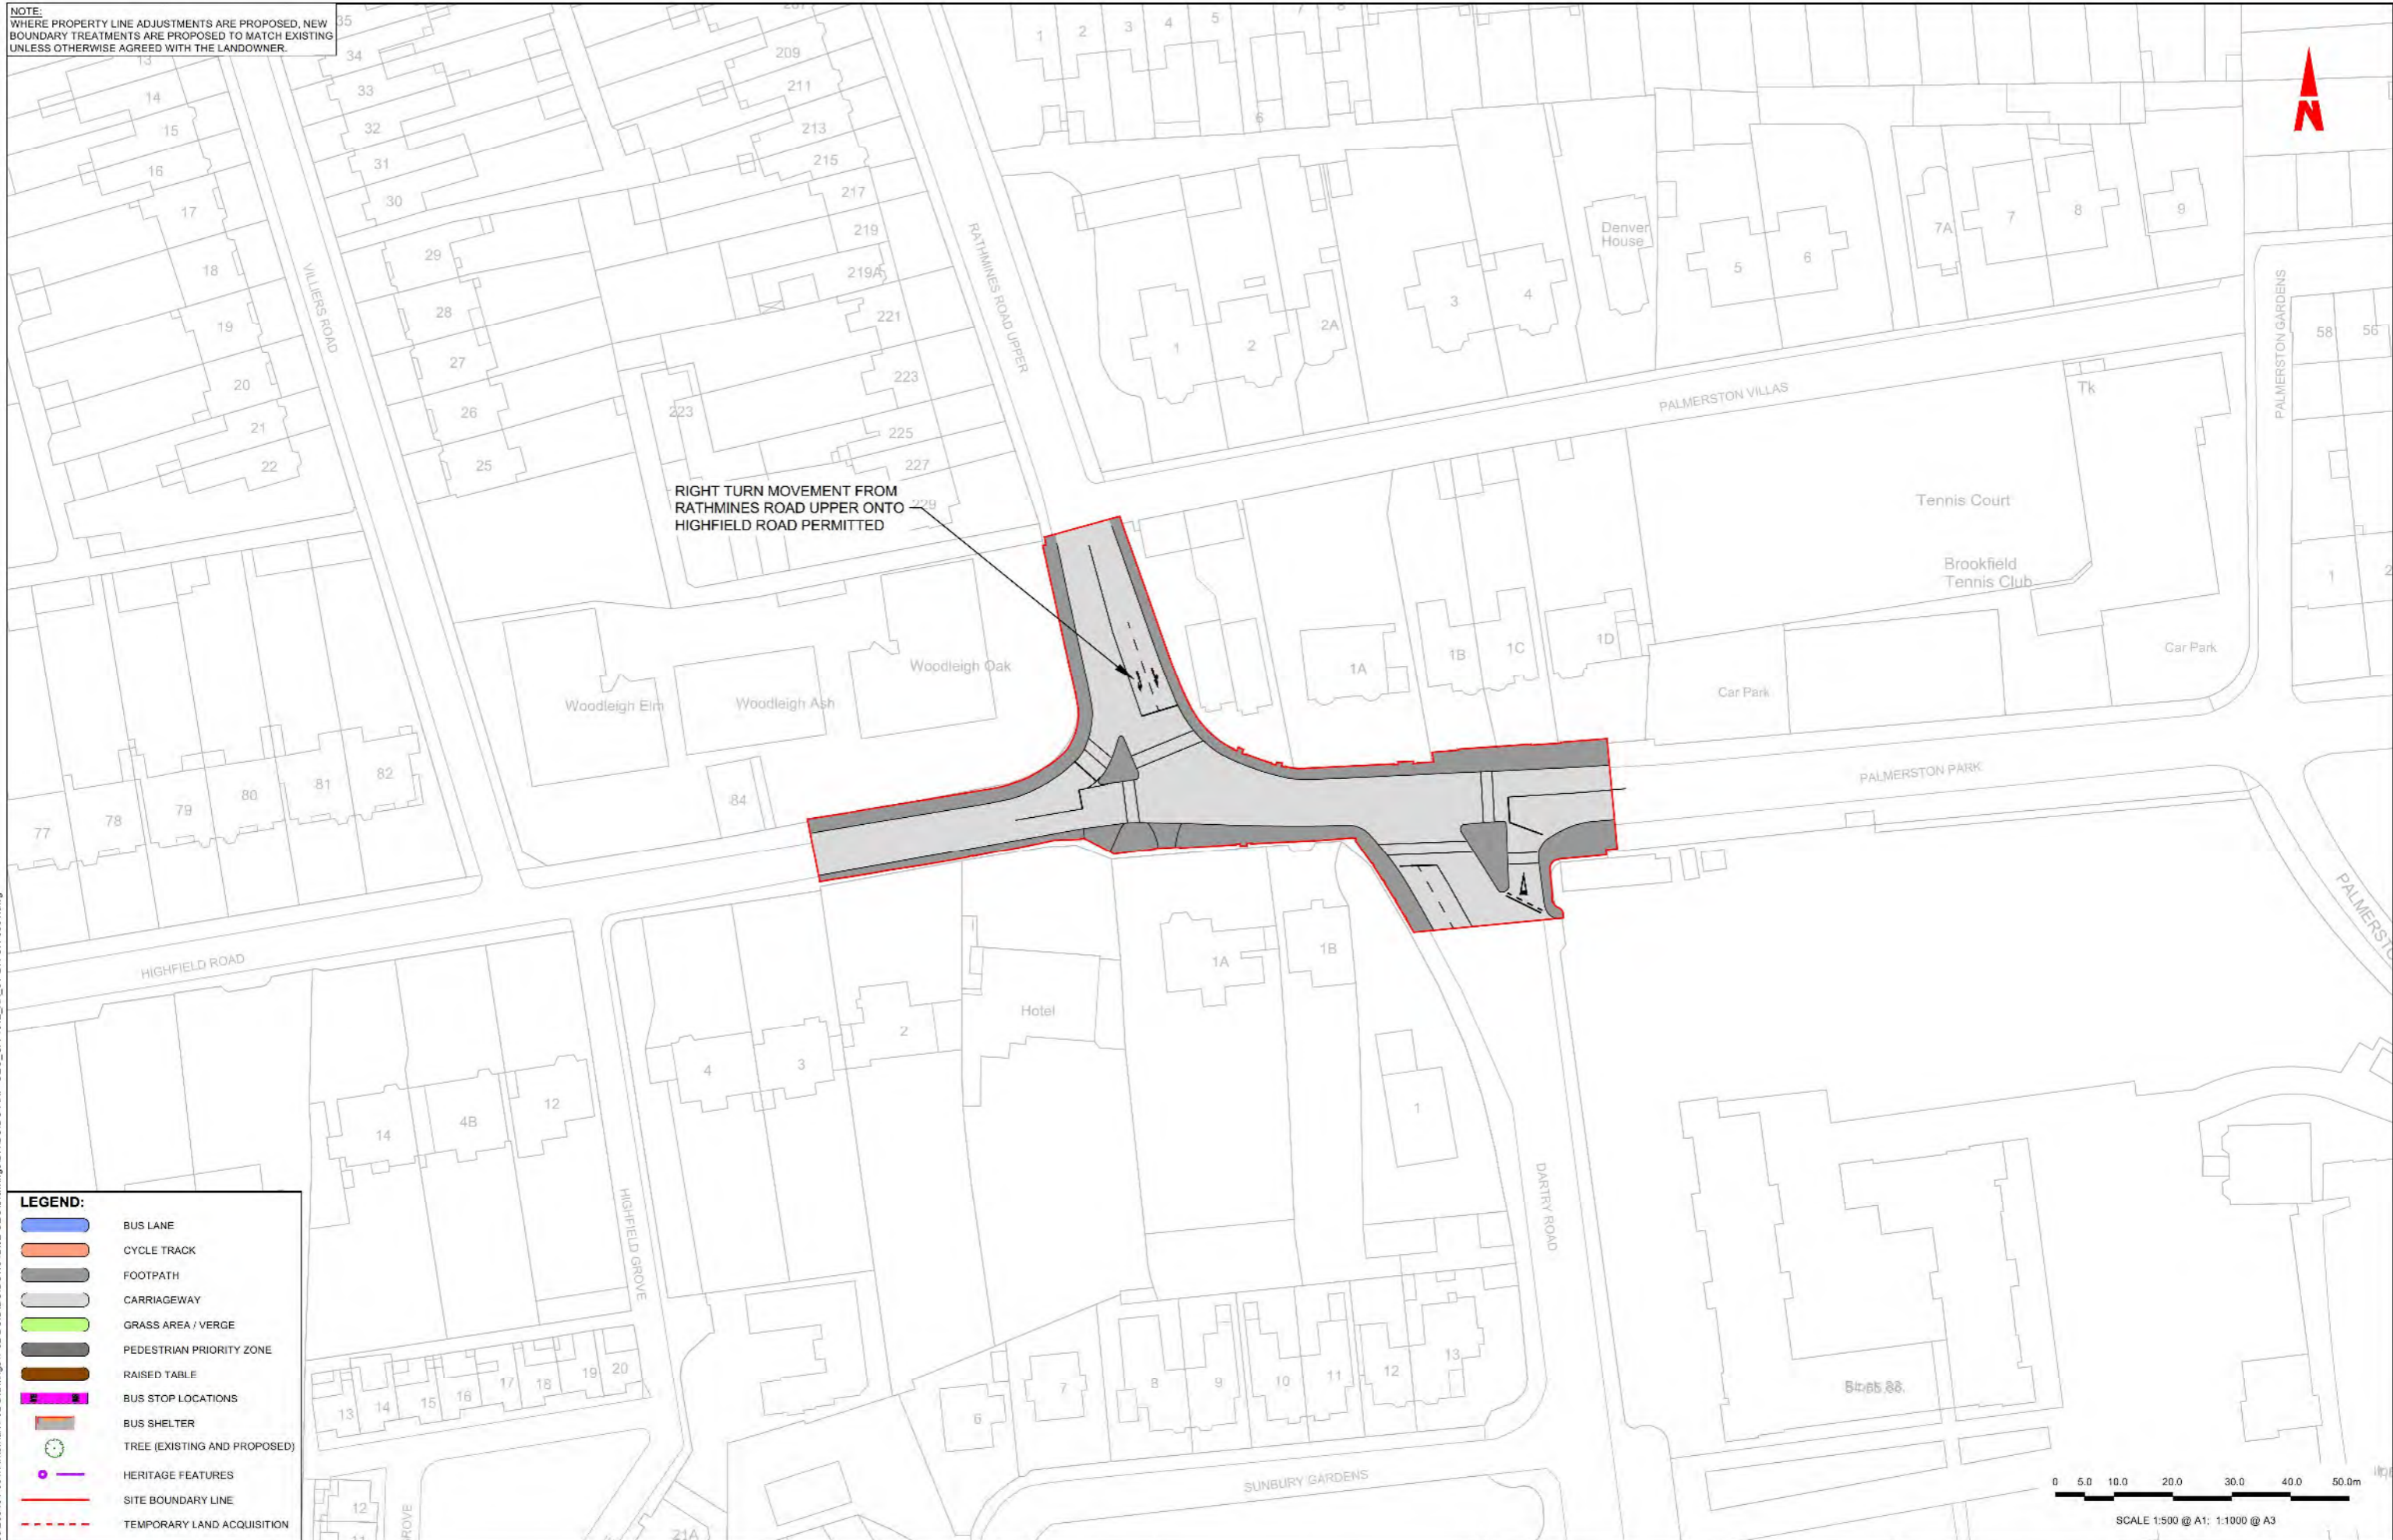 NOTE:
WHERE PROPERTY LINE ADJUSTMENTS ARE PROPOSED, NEW
BOUNDARY TREATMENTS ARE PROPOSED TO MATCH EXISTING
UNLESS OTHERWISE AGREED WITH THE LANDOWNER.
35
34
33
32
31
30
29
28
27
26
25
13
14
15
16
17
18
19
20
21
22
VILLIERS ROAD
209
211
213
215
217
219
219A
221
223
223
225
227
229
RATHMINES ROAD UPPER
1
2
3
4
5
6
N
1
2
2A
3
4
Denver
House
5
6
7A
7
8
9
PALMERSTON GARDENS
58
56
PALMERSTON VILLAS
Tk
Tennis Court
Brookfield
Tennis Club
1
2
Car Park
Car Park
RIGHT TURN MOVEMENT FROM
RATHMINES ROAD UPPER ONTO
HIGHFIELD ROAD PERMITTED
Woodleigh Elm
Woodleigh Ash
Woodleigh Oak
1A
1B
1C
1D
77
78
79
80
81
82
84
PALMERSTON PARK
HIGHFIELD ROAD
1A
1B
Hotel
2
3
4
12
4B
14
1
HIGHFIELD GROVE
DARTRY ROAD
13
14
15
16
17
18
19
20
6
7
8
9
10
11
12
13
12
21A
SUNBURY GARDENS
LEGEND:
BUS LANE
CYCLE TRACK
FOOTPATH
CARRIAGEWAY
GRASS AREA / VERGE
PEDESTRIAN PRIORITY ZONE
RAISED TABLE
BUS STOP LOCATIONS
BUS SHELTER
TREE (EXISTING AND PROPOSED)
HERITAGE FEATURES
SITE BOUNDARY LINE
TEMPORARY LAND ACQUISITION
0 5.0 10.0 20.0 30.0 40.0 50.0m
SCALE 1:500 @ A1; 1:1000 @ A3